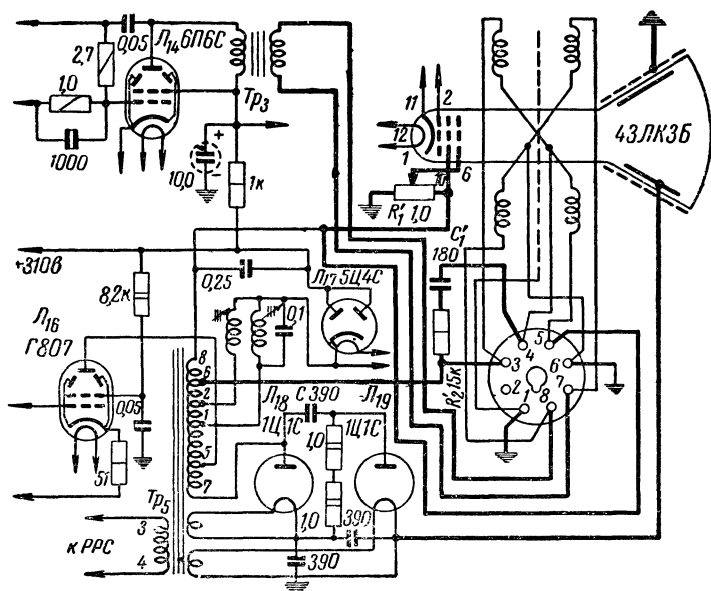 0,05
Л14 6П6С
2,7
1,0
1000
Тр3
+
10,0
−
1к
11
2
12
1
6
10
R'1 1,0
43ЛК3Б
+310в
8,2к
0,25
Л17 5Ц4С
0,1
C'1
180
R'2 15к
4
5
3
6
2
7
1
8
Л16
Г807
0,05
51
8
6
2
1
5
7
Л18
1Ц1С
С 390
Л19
1Ц1С
1,0
1,0
390
390
Тр5
3
4
к РРС